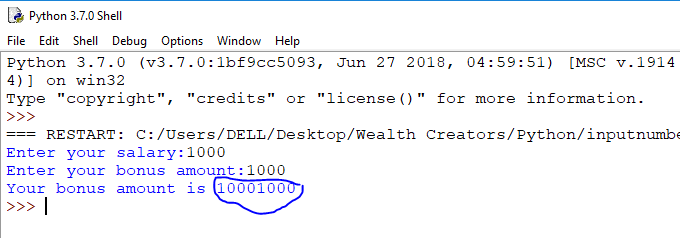 Python 3.7.0 Shell
File Edit Shell Debug Options Window Help
Python 3.7.0 (v3.7.0:1bf9cc5093, Jun 27 2018, 04:59:51) [MSC v.1914
4)] on win32
Type "copyright", "credits" or "license()" for more information.
>>>
=== RESTART: C:/Users/DELL/Desktop/Wealth Creators/Python/inputnumbe
Enter your salary:1000
Enter your bonus amount:1000
Your bonus amount is 10001000
>>>